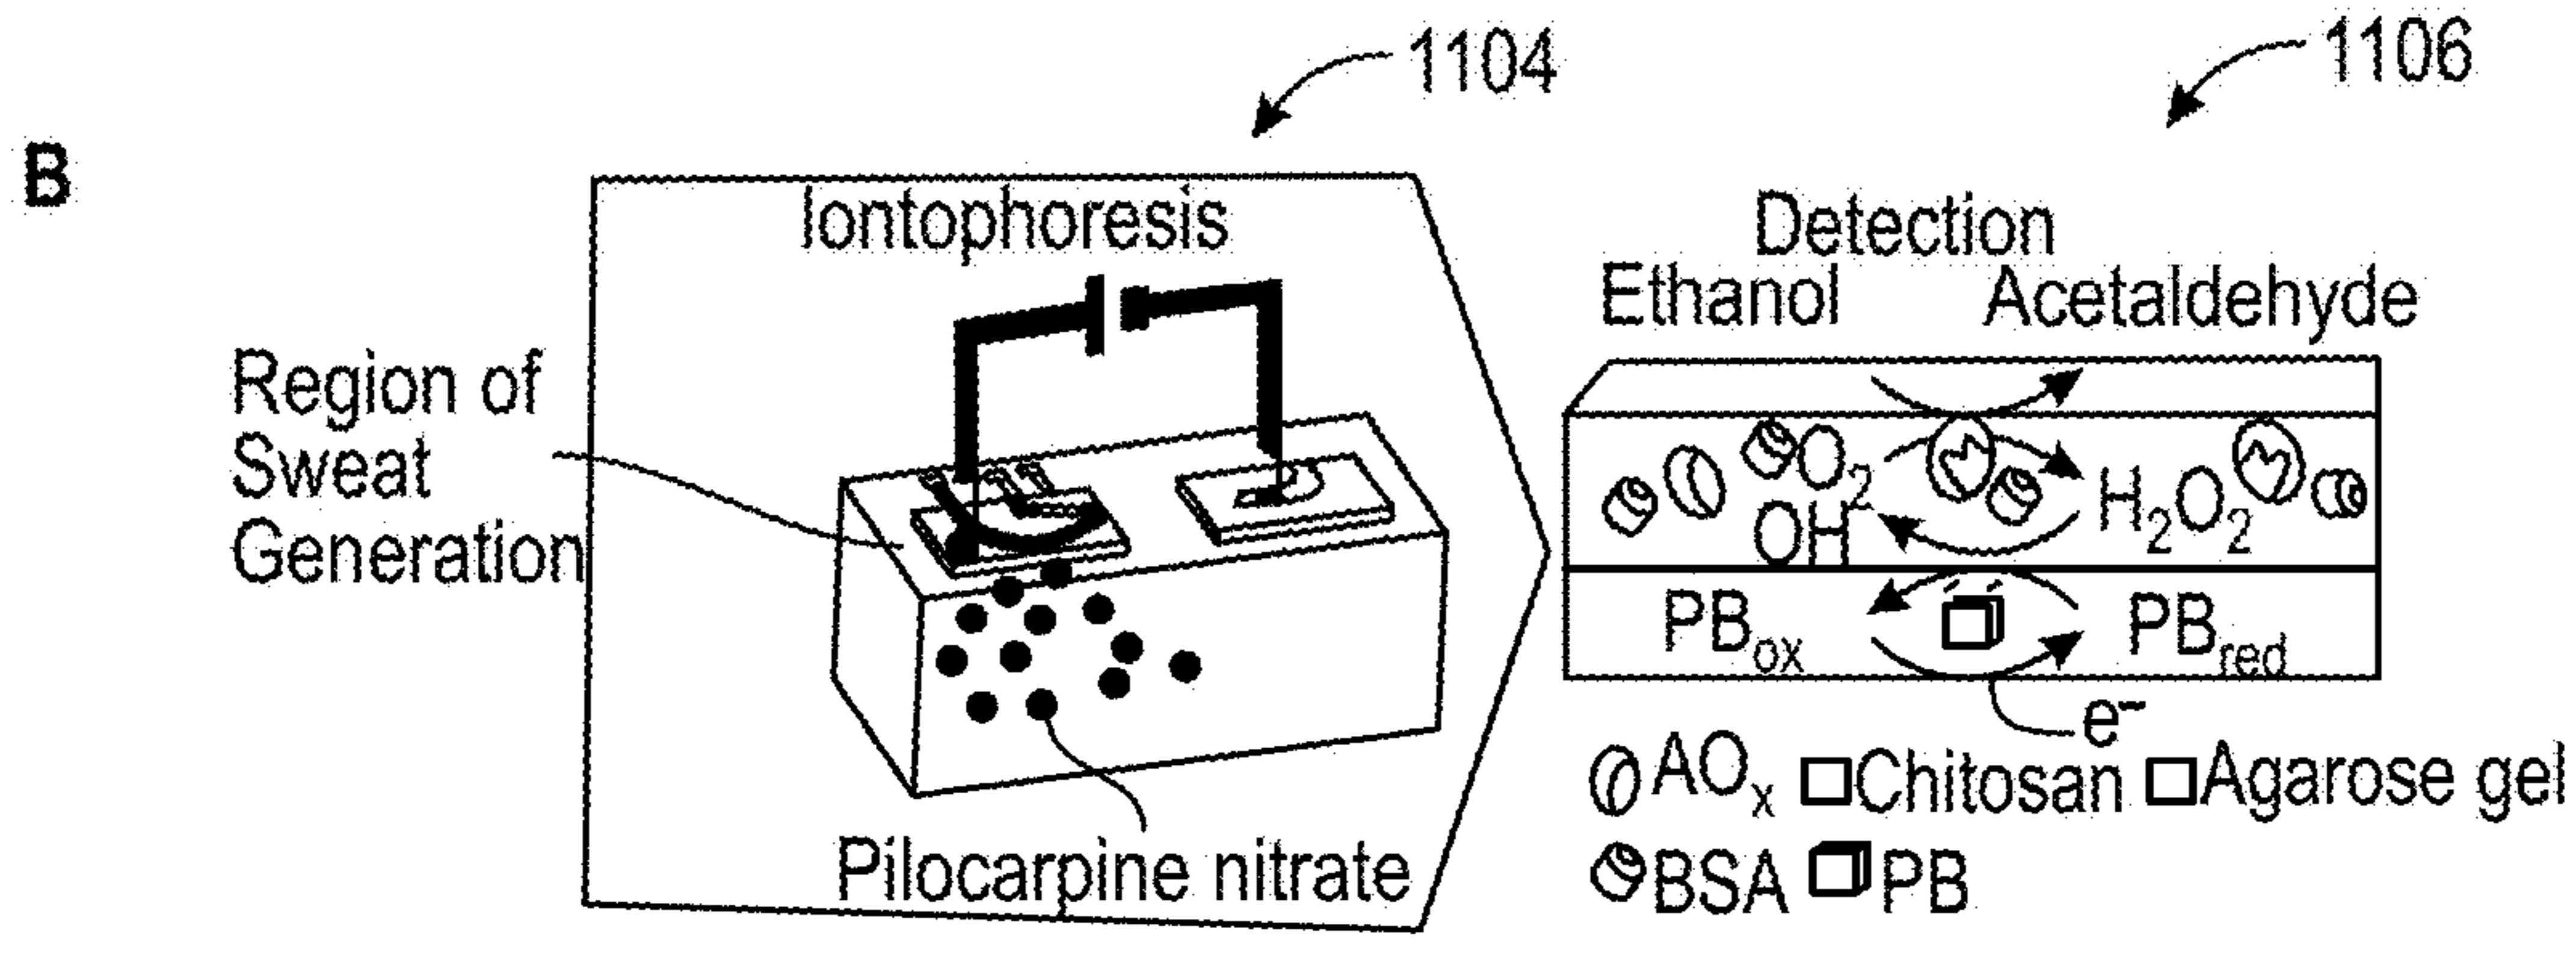 1104
1106
B
Iontophoresis
Region of
Sweat
Generation
Pilocarpine nitrate
Detection
Ethanol Acetaldehyde
O2 H2O2
OH
PBox PBred
e-
AOx Chitosan Agarose gel
BSA PB